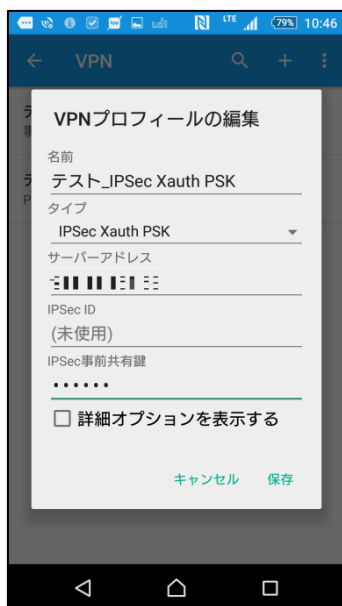 LTE 79% 10:46
VPN
VPNプロフィールの編集
名前
テスト_IPSec Xauth PSK
タイプ
IPSec Xauth PSK
サーバーアドレス
IPSec ID
(未使用)
IPSec事前共有鍵
••••••
詳細オプションを表示する
キャンセル 保存